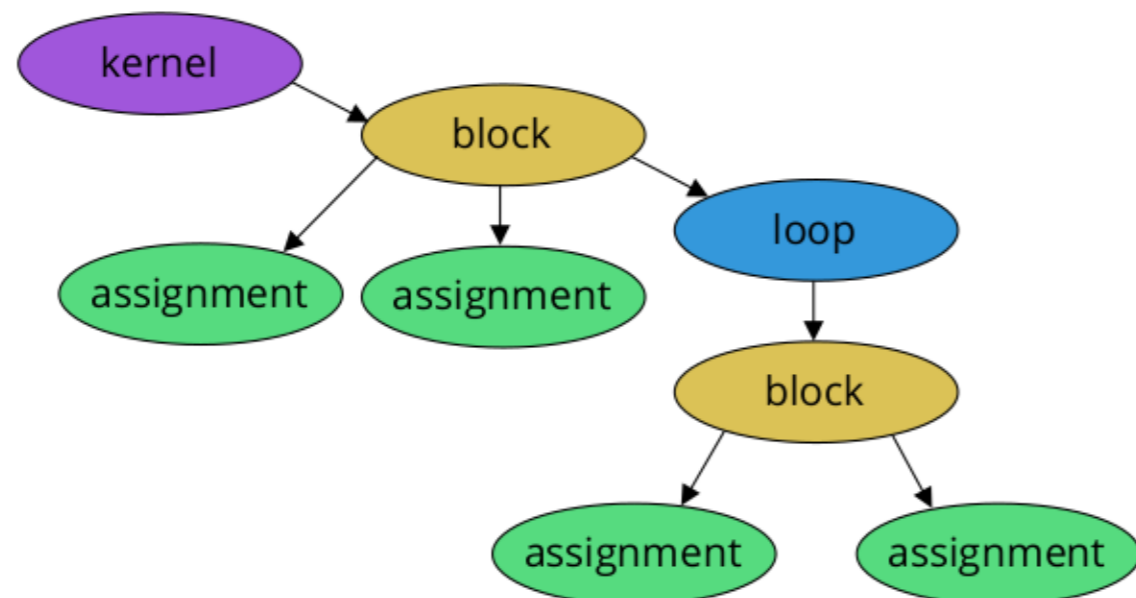 kernel
block
loop
assignment
assignment
block
assignment
assignment